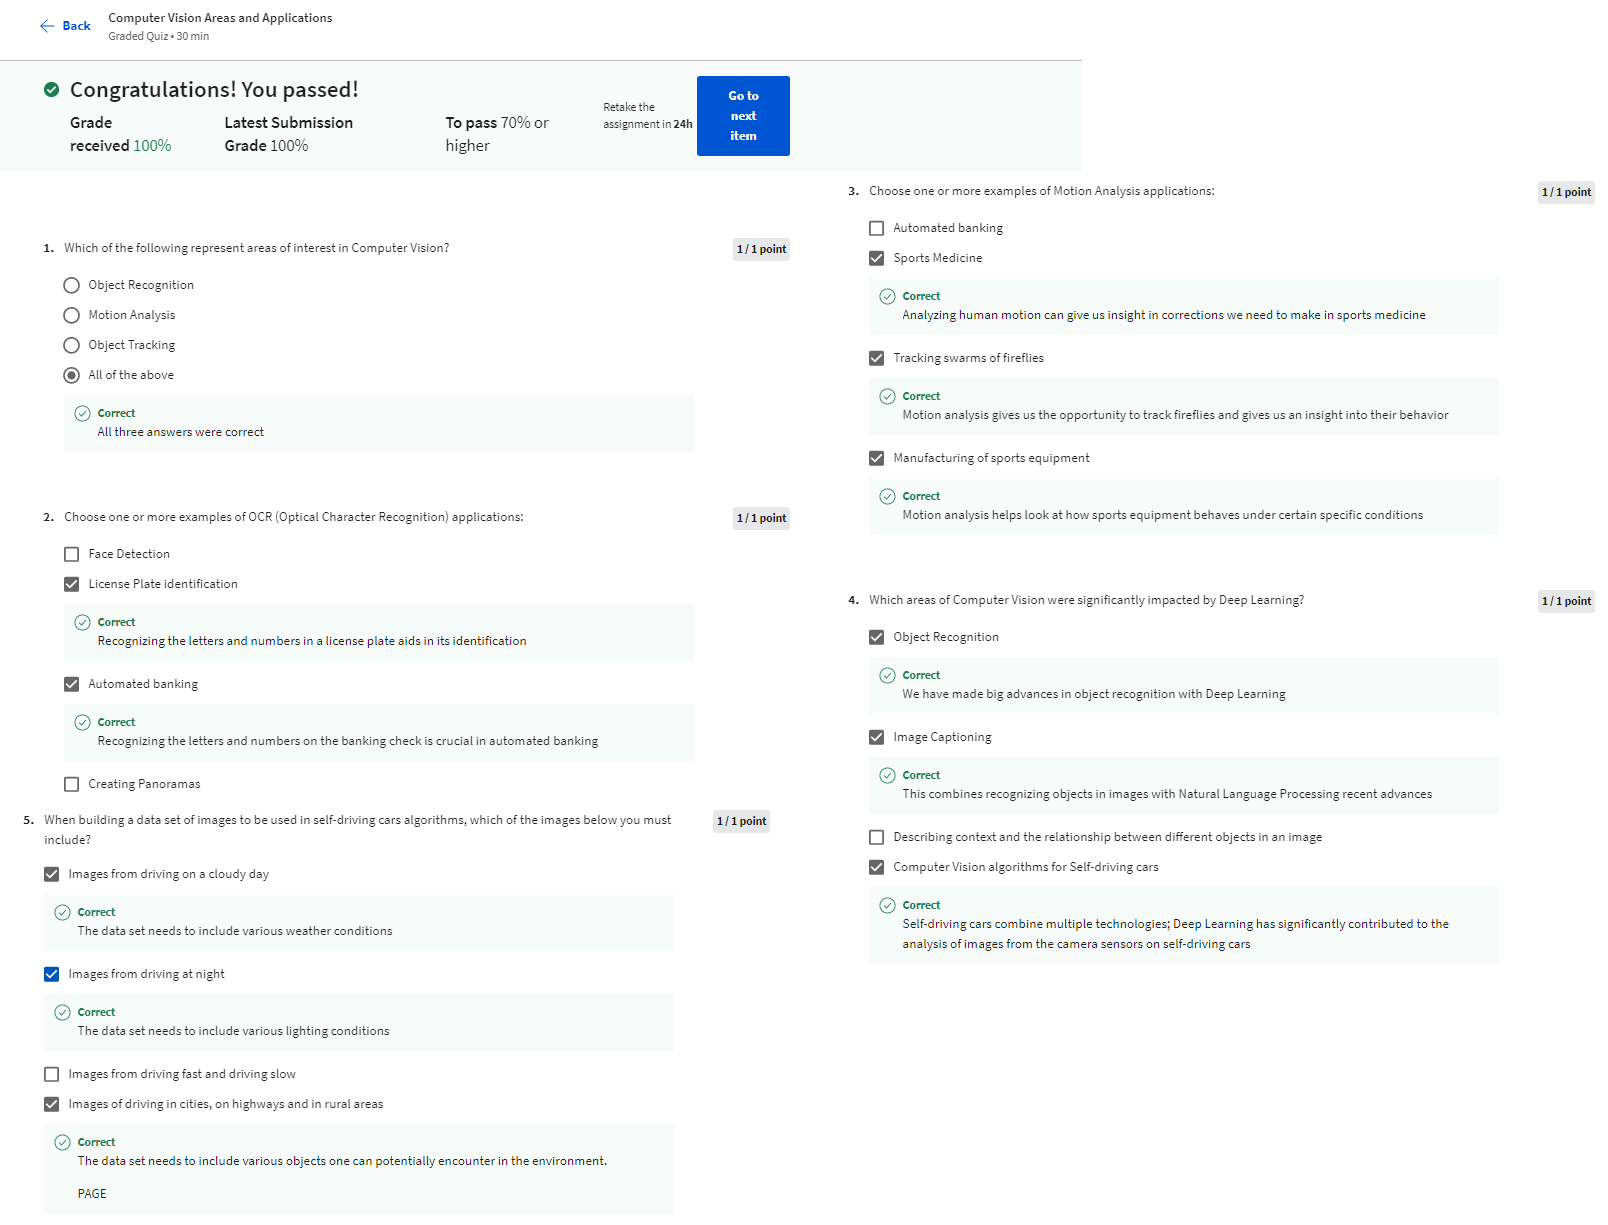 Back
Computer Vision Areas and Applications
Graded Quiz • 30 min
Congratulations! You passed!
Grade
received 100%
Latest Submission
Grade 100%
To pass 70% or
higher
Retake the
assignment in 24h
Go to
next
item
1. Which of the following represent areas of interest in Computer Vision?
1 / 1 point
Object Recognition
Motion Analysis
Object Tracking
All of the above
Correct
All three answers were correct
2. Choose one or more examples of OCR (Optical Character Recognition) applications:
1 / 1 point
Face Detection
License Plate identification
Correct
Recognizing the letters and numbers in a license plate aids in its identification
Automated banking
Correct
Recognizing the letters and numbers on the banking check is crucial in automated banking
Creating Panoramas
3. Choose one or more examples of Motion Analysis applications:
1 / 1 point
Automated banking
Sports Medicine
Correct
Analyzing human motion can give us insight in corrections we need to make in sports medicine
Tracking swarms of fireflies
Correct
Motion analysis gives us the opportunity to track fireflies and gives us an insight into their behavior
Manufacturing of sports equipment
Correct
Motion analysis helps look at how sports equipment behaves under certain specific conditions
4. Which areas of Computer Vision were significantly impacted by Deep Learning?
1 / 1 point
Object Recognition
Correct
We have made big advances in object recognition with Deep Learning
Image Captioning
Correct
This combines recognizing objects in images with Natural Language Processing recent advances
Describing context and the relationship between different objects in an image
Computer Vision algorithms for Self-driving cars
Correct
Self-driving cars combine multiple technologies; Deep Learning has significantly contributed to the
analysis of images from the camera sensors on self-driving cars
5. When building a data set of images to be used in self-driving cars algorithms, which of the images below you must
include?
1 / 1 point
Images from driving on a cloudy day
Correct
The data set needs to include various weather conditions
Images from driving at night
Correct
The data set needs to include various lighting conditions
Images from driving fast and driving slow
Images of driving in cities, on highways and in rural areas
Correct
The data set needs to include various objects one can potentially encounter in the environment.
PAGE